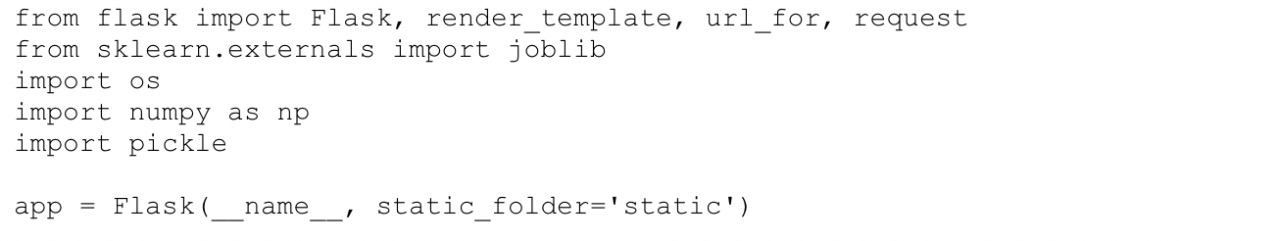 from flask import Flask, render_template, url_for, request
from sklearn.externals import joblib
import os
import numpy as np
import pickle
app = Flask(__name__, static_folder='static')